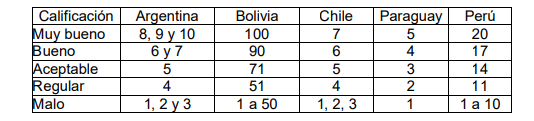 Calificación Argentina Bolivia Chile Paraguay Perú
Muy bueno 8, 9 y 10 100 7 5 20
Bueno 6 y 7 90 6 4 17
Aceptable 5 71 5 3 14
Regular 4 51 4 2 11
Malo 1, 2 y 3 1 a 50 1, 2, 3 1 1 a 10